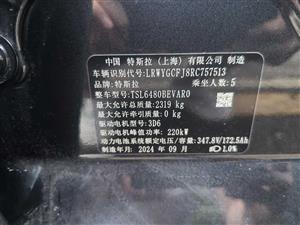 中国 特斯拉（上海）有限公司 制造
车辆识别代号: LRWYGCFJ8RC757513
品牌: 特斯拉 乘坐人数: 5
整车型号: TSL6480BEVAR0
最大允许总质量: 2319 kg
最大允许牵引质量: 0 kg
驱动电机型号: 3D6
驱动电机峰值功率: 220kW
动力电池系统额定电压/容量: 347.8V/172.5Ah
制造年月: 2024 年 09 月 1.0%